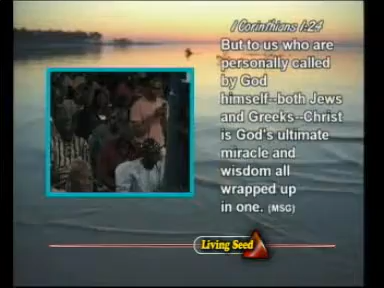 1 Corinthians 1:24
But to us who are
personally called
by God
himself--both Jews
and Greeks--Christ
is God's ultimate
miracle and
wisdom all
wrapped up
in one. (MSG)
Living Seed